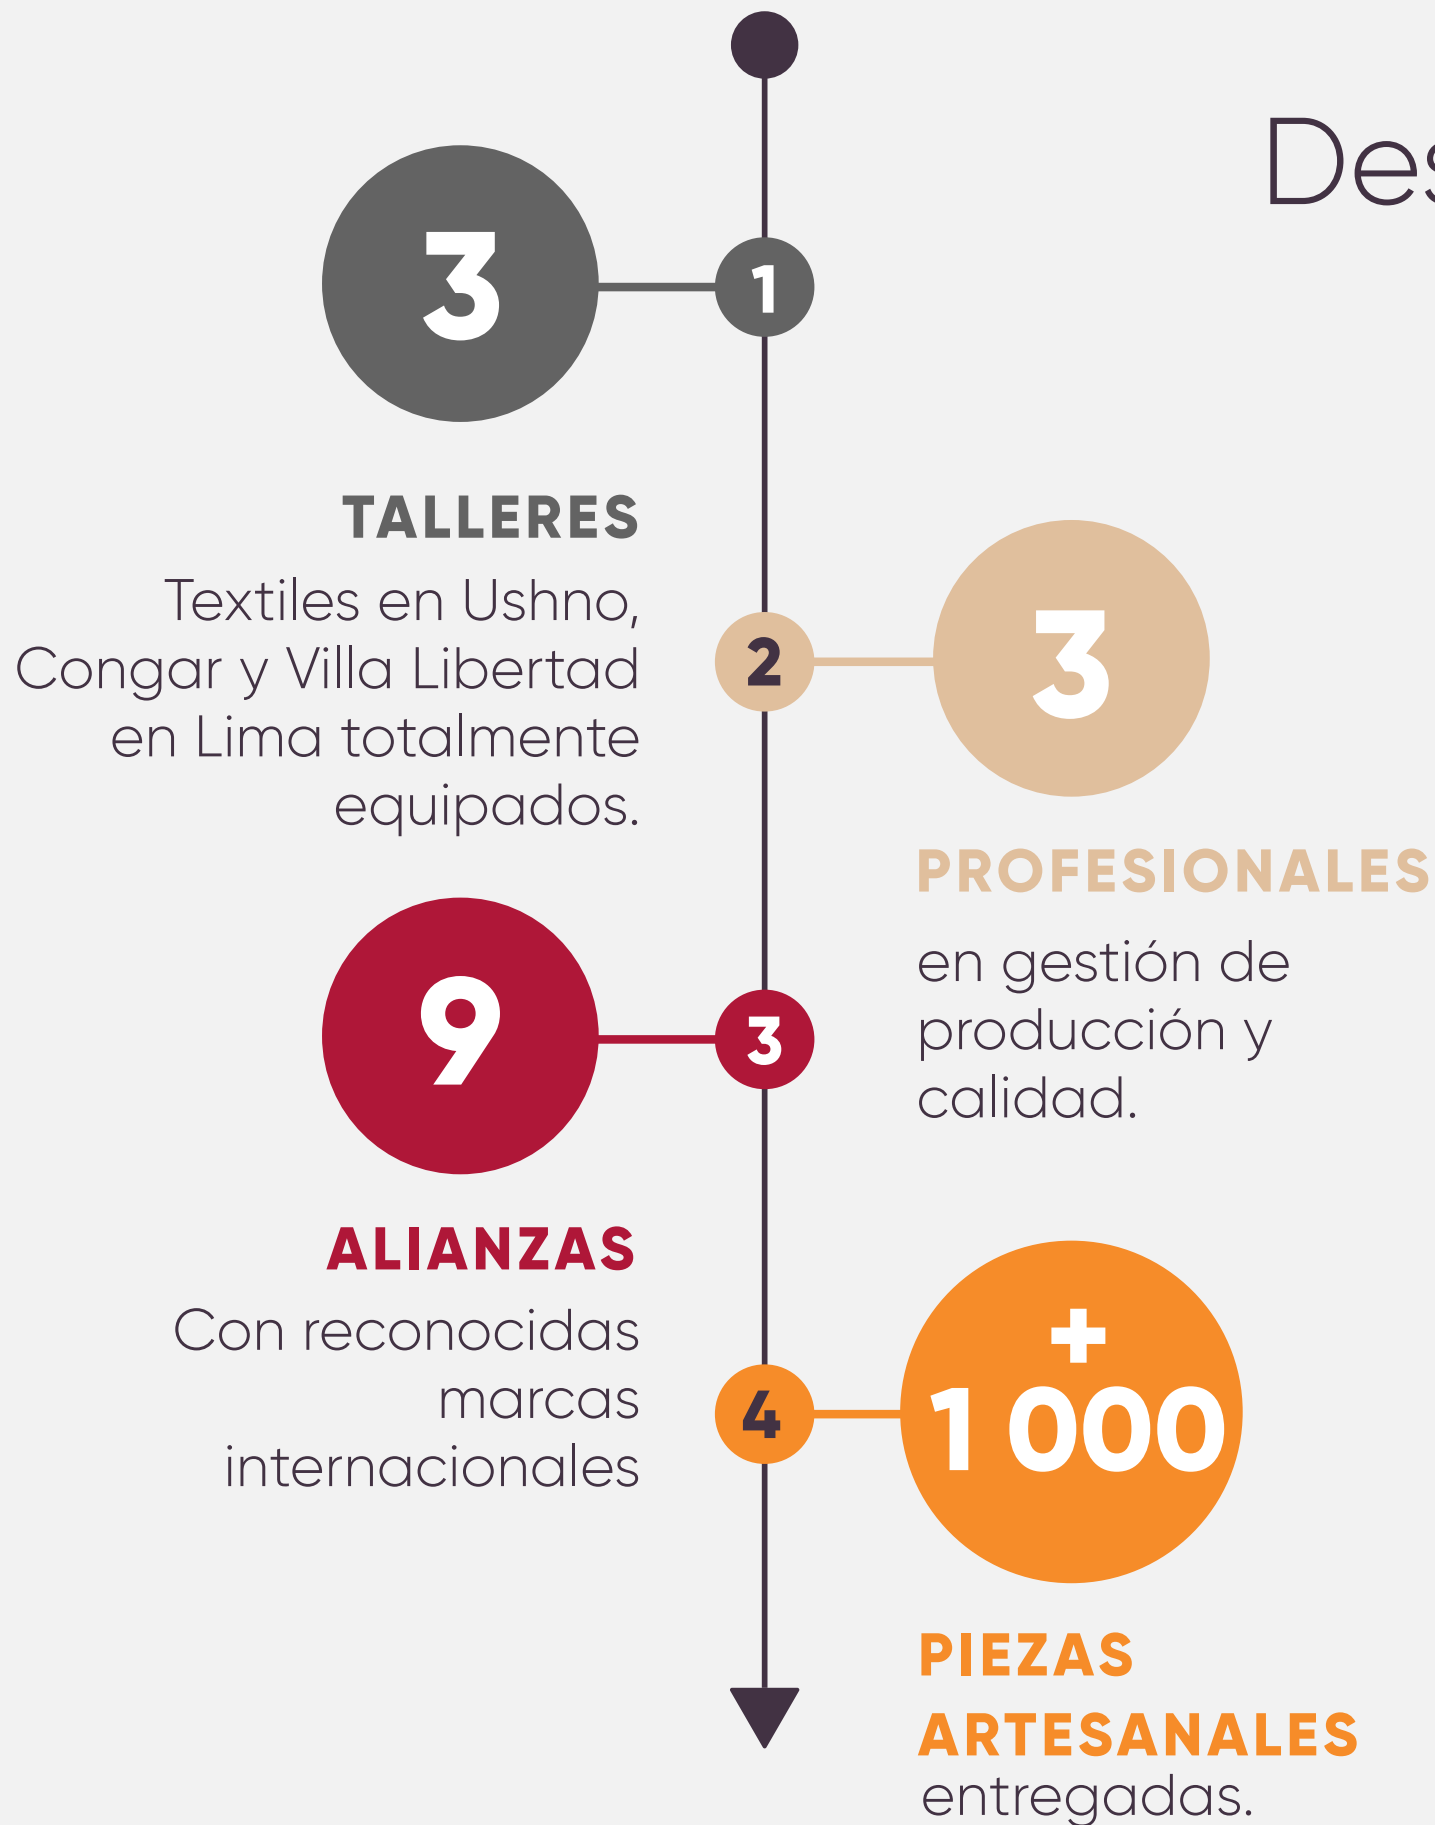 Des
3
1
TALLERES
Textiles en Ushno,
Congar y Villa Libertad
en Lima totalmente
equipados.
2
3
PROFESIONALES
en gestión de
producción y
calidad.
9
3
ALIANZAS
Con reconocidas
marcas
internacionales
4
+
1 000
PIEZAS
ARTESANALES
entregadas.